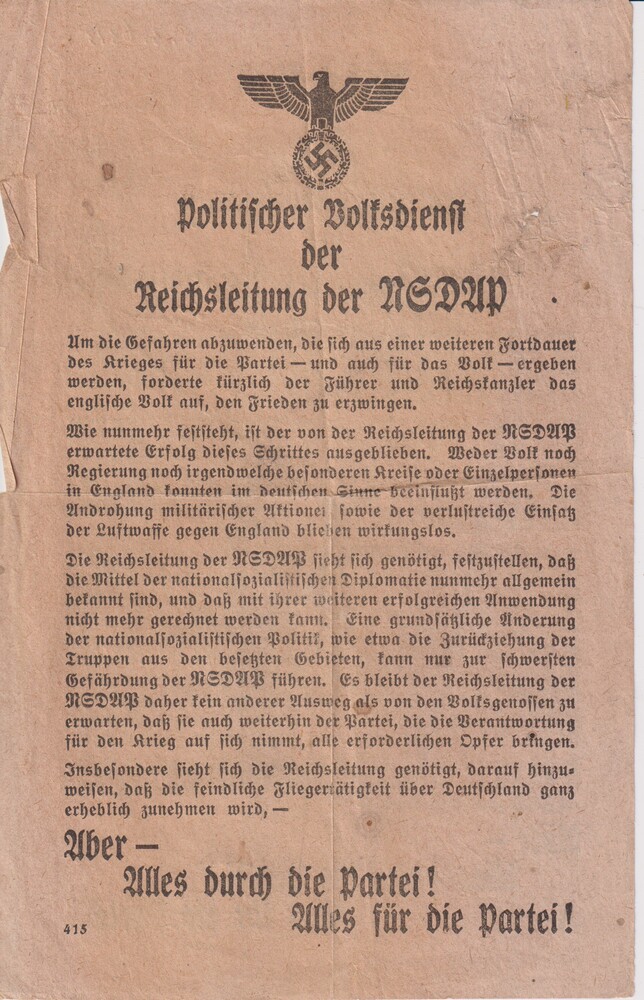 Politischer Volksdienst
der
Reichsleitung der NSDAP
Um die Gefahren abzuwenden, die sich aus einer weiteren Fortdauer
des Krieges für die Partei — und auch für das Volk — ergeben
werden, forderte kürzlich der Führer und Reichskanzler das
englische Volk auf, den Frieden zu erzwingen.
Wie nunmehr feststeht, ist der von der Reichsleitung der NSDAP
erwartete Erfolg dieses Schrittes ausgeblieben. Weder Volk noch
Regierung noch irgendwelche besonderen Kreise oder Einzelpersonen
in England konnten im deutschen Sinne beeinflußt werden. Die
Androhung militärischer Aktionen sowie der verlustreiche Einsatz
der Luftwaffe gegen England blieben wirkungslos.
Die Reichsleitung der NSDAP sieht sich genötigt, festzustellen, daß
die Mittel der nationalsozialistischen Diplomatie nunmehr allgemein
bekannt sind, und daß mit ihrer weiteren erfolgreichen Anwendung
nicht mehr gerechnet werden kann. Eine grundsätzliche Änderung
der nationalsozialistischen Politik, wie etwa die Zurückziehung der
Truppen aus den besetzten Gebieten, kann nur zur schwersten
Gefährdung der NSDAP führen. Es bleibt der Reichsleitung der
NSDAP daher kein anderer Ausweg als von den Volksgenossen zu
erwarten, daß sie auch weiterhin der Partei, die die Verantwortung
für den Krieg auf sich nimmt, alle erforderlichen Opfer brkngen.
Insbesondere sieht sich die Reichsleitung genötigt, darauf hinzu-
weisen, daß die feindliche Fliegertätigkeit über Deutschland ganz
erheblich zunehmen wird, —
Aber —
Alles durch die Partei!
Alles für die Partei!
415